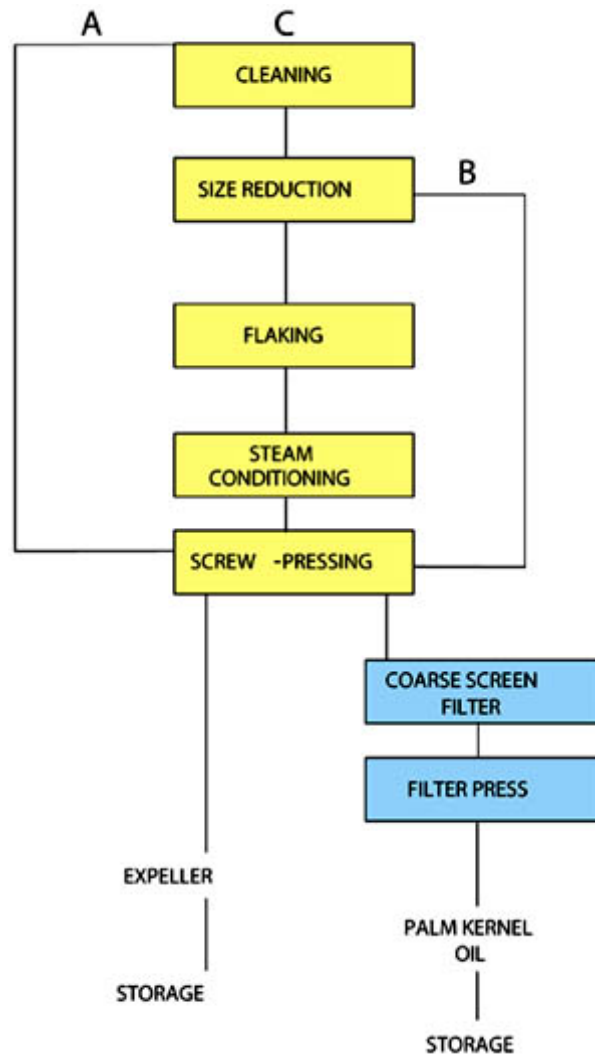 A
C
CLEANING
SIZE REDUCTION
B
FLAKING
STEAM
CONDITIONING
SCREW -PRESSING
COARSE SCREEN
FILTER
FILTER PRESS
EXPELLER
PALM KERNEL
OIL
STORAGE
STORAGE